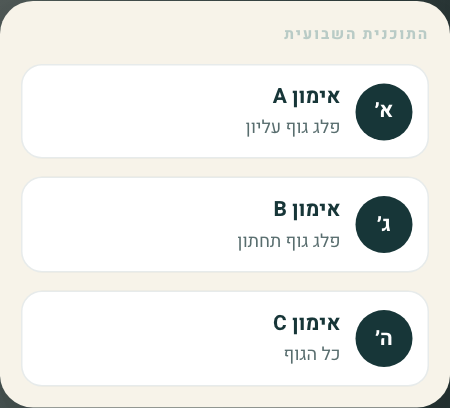 התוכנית השבועית
א׳
אימון A
פלג גוף עליון
ג׳
אימון B
פלג גוף תחתון
ה׳
אימון C
כל הגוף